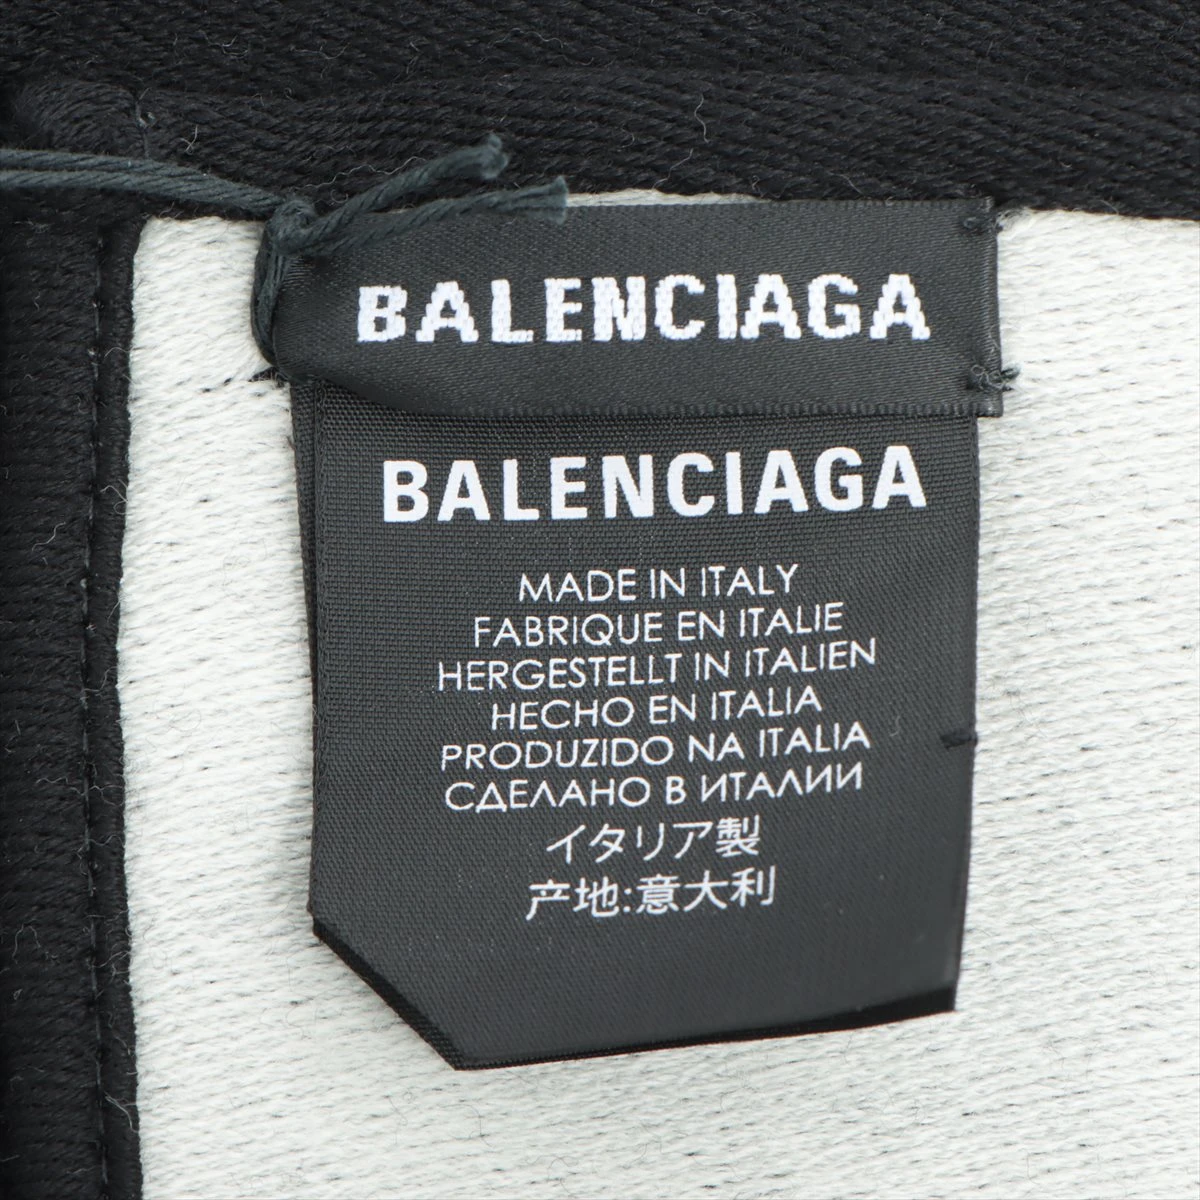 BALENCIAGA
BALENCIAGA
MADE IN ITALY
FABRIQUE EN ITALIE
HERGESTELLT IN ITALIEN
HECHO EN ITALIA
PRODUZIDO NA ITALIA
СДЕЛАНО В ИТАЛИИ
イタリア製
产地:意大利